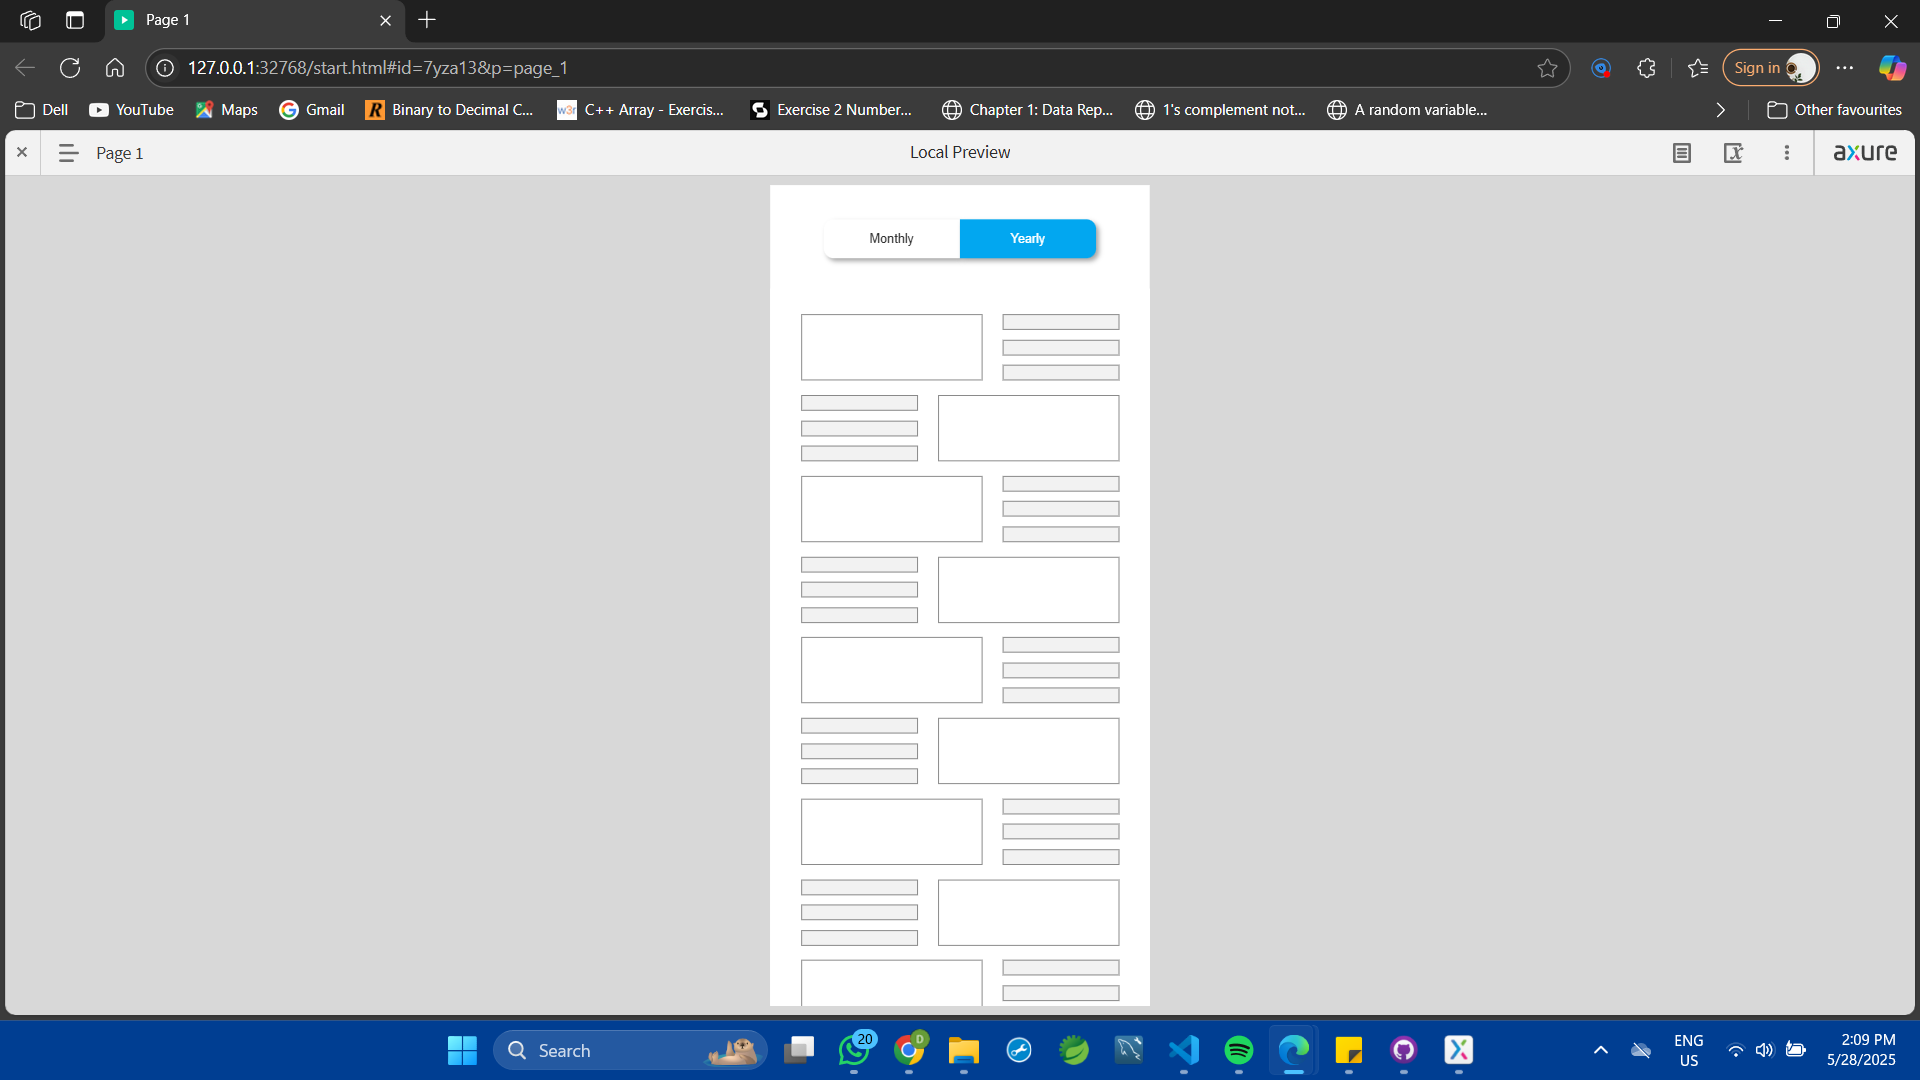 Page 1
127.0.0.1:32768/start.html#id=7yza13&p=page_1
Sign in
Dell
YouTube
Maps
Gmail
Binary to Decimal C...
w3r
C++ Array - Exercis...
Exercise 2 Number...
Chapter 1: Data Rep...
1's complement not...
A random variable...
Other favourites
Page 1
Local Preview
axure
Monthly
Yearly
Search
20
D
ENG
US
2:09 PM
5/28/2025